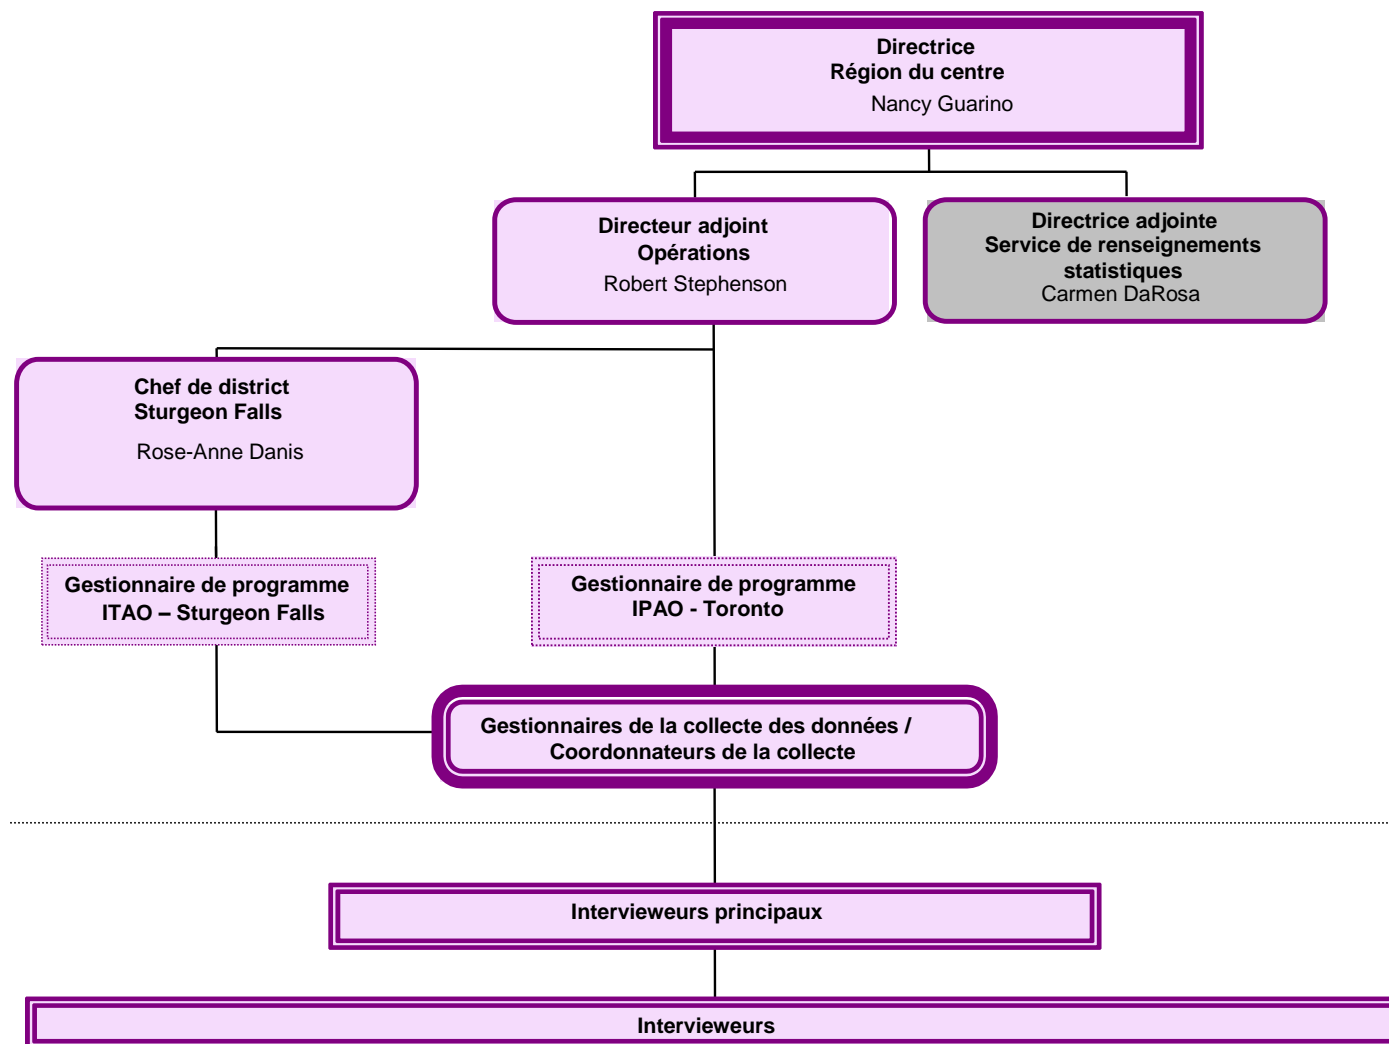 Directrice
Région du centre
Nancy Guarino
Directeur adjoint
Opérations
Robert Stephenson
Directrice adjointe
Service de renseignements
statistiques
Carmen DaRosa
Chef de district
Sturgeon Falls
Rose-Anne Danis
Gestionnaire de programme
ITAO – Sturgeon Falls
Gestionnaire de programme
IPAO - Toronto
Gestionnaires de la collecte des données /
Coordonnateurs de la collecte
Intervieweurs principaux
Intervieweurs